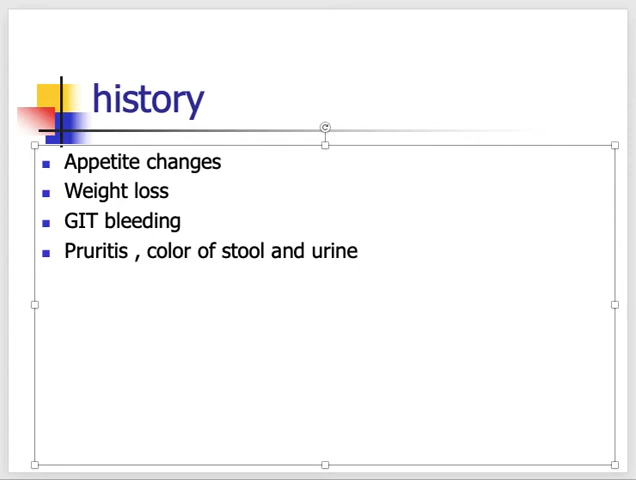 history
Appetite changes
Weight loss
GIT bleeding
Pruritis , color of stool and urine